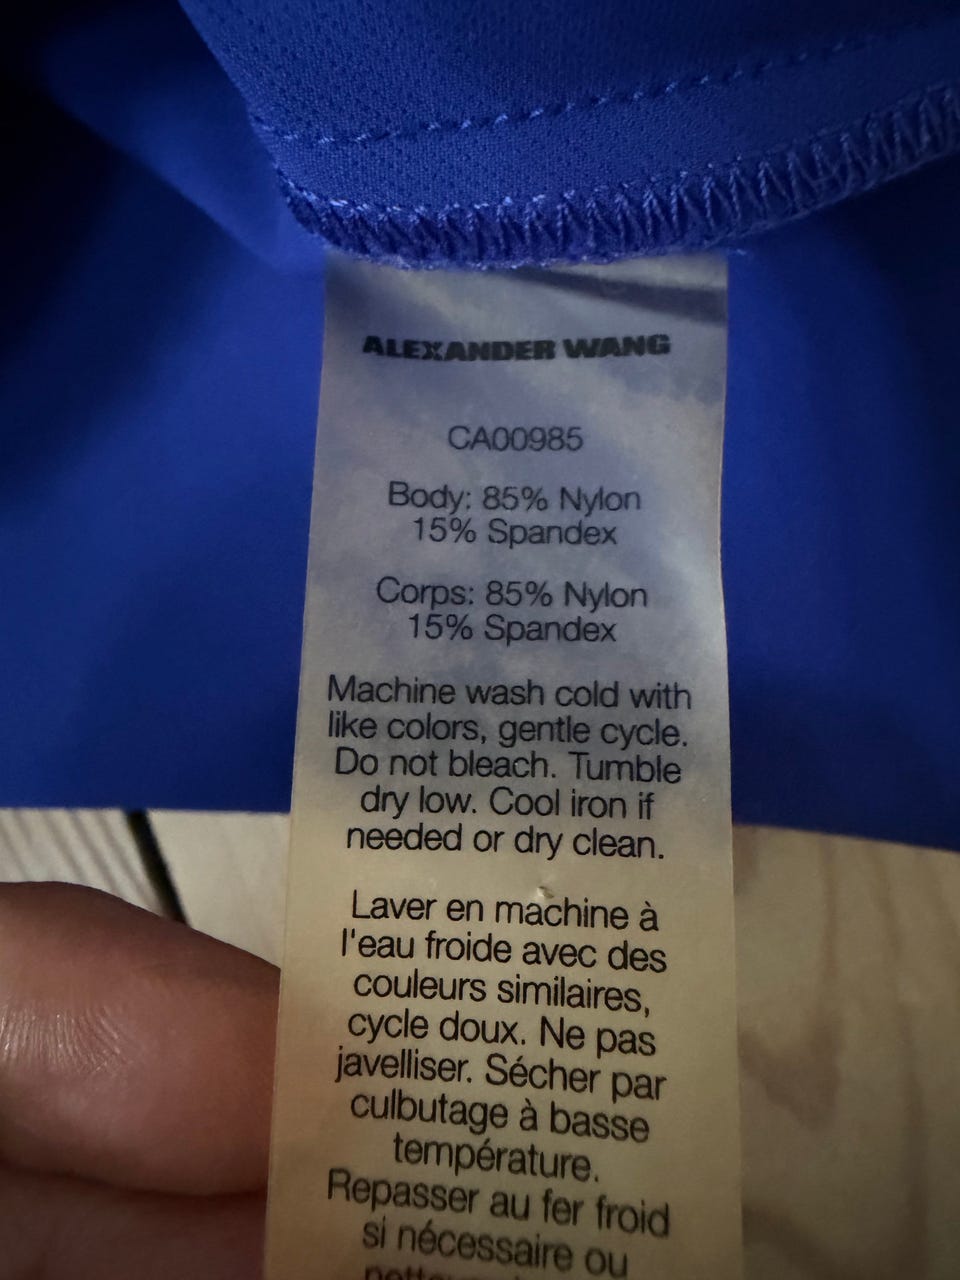 ALEXANDER WANG
CA00985
Body: 85% Nylon
15% Spandex
Corps: 85% Nylon
15% Spandex
Machine wash cold with
like colors, gentle cycle.
Do not bleach. Tumble
dry low. Cool iron if
needed or dry clean.
Laver en machine à
l'eau froide avec des
couleurs similaires,
cycle doux. Ne pas
javelliser. Sécher par
culbutage à basse
température.
Repasser au fer froid
si nécessaire ou